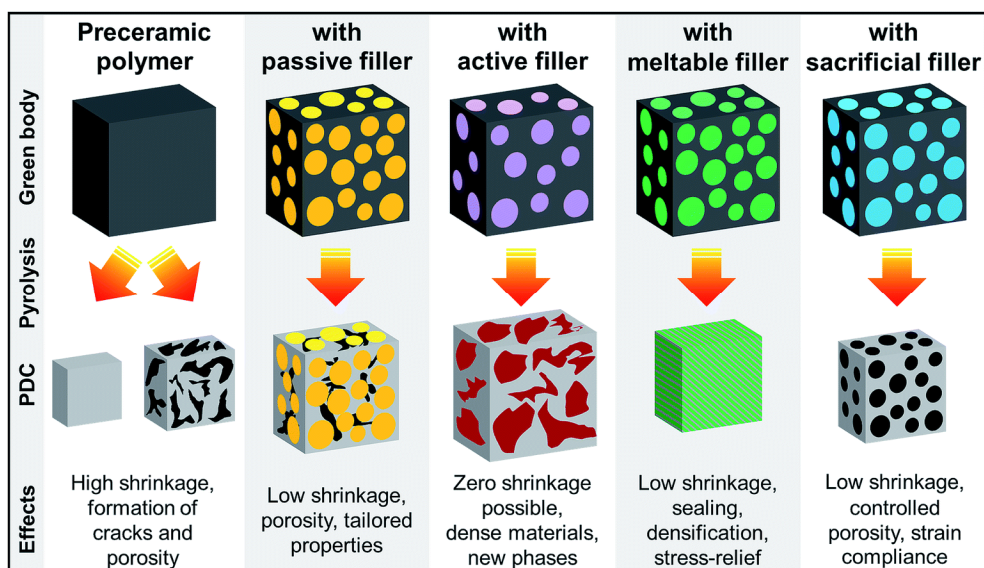 Preceramic
polymer
with
passive filler
with
active filler
with
meltable filler
with
sacrificial filler
Green body
Pyrolysis
PDC
Effects
High shrinkage,
formation of
cracks and
porosity
Low shrinkage,
porosity, tailored
properties
Zero shrinkage
possible,
dense materials,
new phases
Low shrinkage,
sealing,
densification,
stress-relief
Low shrinkage,
controlled
porosity, strain
compliance